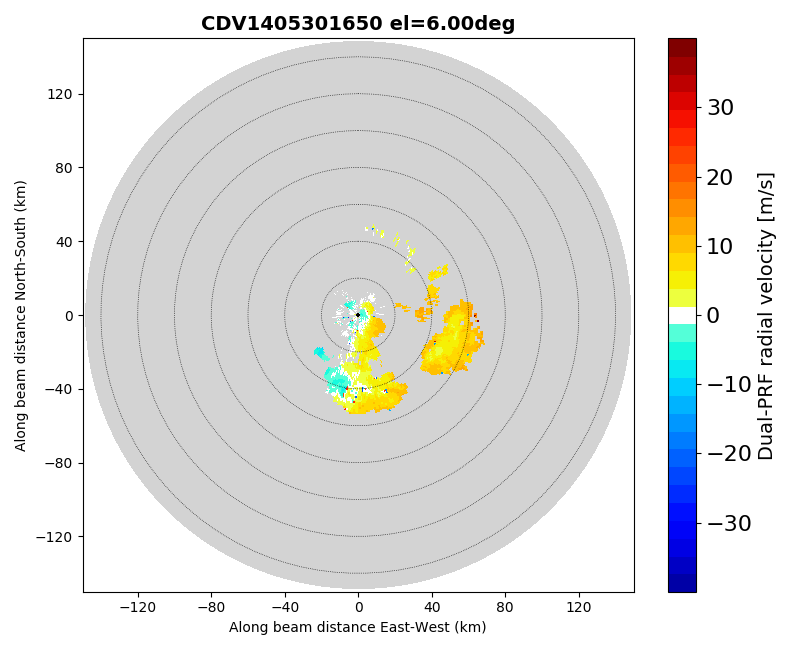 CDV1405301650 el=6.00deg
120
80
40
0
−40
−80
−120
Along beam distance North-South (km)
−120 −80 −40 0 40 80 120
Along beam distance East-West (km)
30
20
10
0
−10
−20
−30
Dual-PRF radial velocity [m/s]